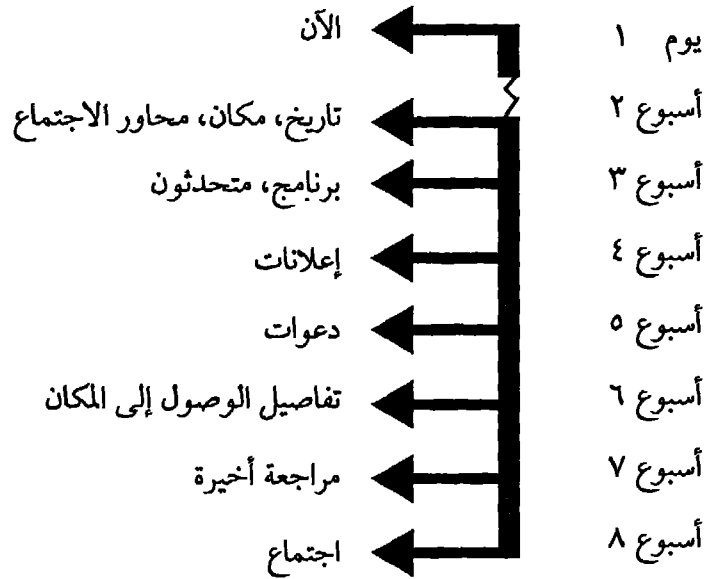 يوم ١ الآن
أسبوع ٢ تاريخ، مكان، محاور الاجتماع
أسبوع ٣ برنامج، متحدثون
أسبوع ٤ إعلانات
أسبوع ٥ دعوات
أسبوع ٦ تفاصيل الوصول إلى المكان
أسبوع ٧ مراجعة أخيرة
أسبوع ٨ اجتماع